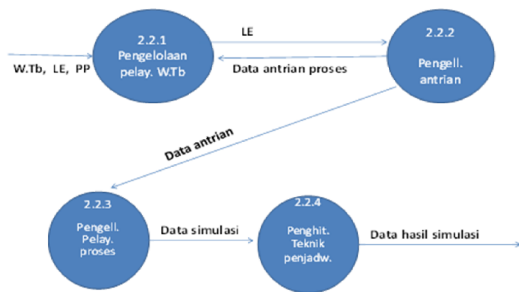 LE
2.2.1
Pengelolaan
pelay. W.Tb
2.2.2
Pengell.
antrian
W.Tb, LE, PP
Data antrian proses
Data antrian
2.2.3
Pengell.
Pelay.
proses
Data simulasi
2.2.4
Penghit.
Teknik
penjadw.
Data hasil simulasi